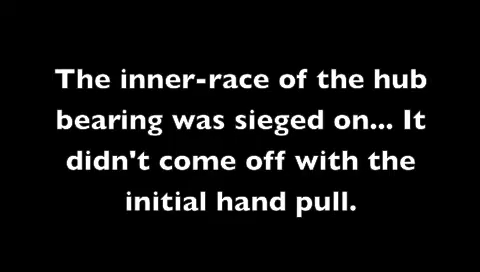 The inner-race of the hub
bearing was sieged on... It
didn't come off with the
initial hand pull.